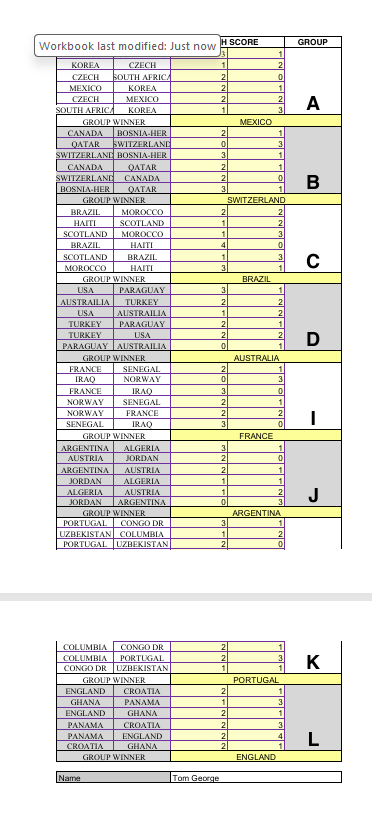 Workbook last modified: Just now
H SCORE GROUP
3 1
KOREA CZECH 1 2
CZECH SOUTH AFRICA 2 0
MEXICO KOREA 2 1
CZECH MEXICO 2 2
SOUTH AFRICA KOREA 1 3
A
GROUP WINNER MEXICO
CANADA BOSNIA-HER 2 1
QATAR SWITZERLAND 0 3
SWITZERLAND BOSNIA-HER 3 1
CANADA QATAR 2 1
SWITZERLAND CANADA 2 0
BOSNIA-HER QATAR 3 1
B
GROUP WINNER SWITZERLAND
BRAZIL MOROCCO 2 2
HAITI SCOTLAND 1 2
SCOTLAND MOROCCO 1 3
BRAZIL HAITI 4 0
SCOTLAND BRAZIL 1 3
MOROCCO HAITI 3 1
C
GROUP WINNER BRAZIL
USA PARAGUAY 3 1
AUSTRAILIA TURKEY 2 2
USA AUSTRAILIA 1 2
TURKEY PARAGUAY 2 1
TURKEY USA 2 2
PARAGUAY AUSTRAILIA 0 1
D
GROUP WINNER AUSTRALIA
FRANCE SENEGAL 2 1
IRAQ NORWAY 0 3
FRANCE IRAQ 3 0
NORWAY SENEGAL 2 1
NORWAY FRANCE 2 2
SENEGAL IRAQ 3 0
I
GROUP WINNER FRANCE
ARGENTINA ALGERIA 3 1
AUSTRIA JORDAN 2 0
ARGENTINA AUSTRIA 2 1
JORDAN ALGERIA 1 1
ALGERIA AUSTRIA 1 2
JORDAN ARGENTINA 0 3
J
GROUP WINNER ARGENTINA
PORTUGAL CONGO DR 3 1
UZBEKISTAN COLUMBIA 1 2
PORTUGAL UZBEKISTAN 2 0
COLUMBIA CONGO DR 2 1
COLUMBIA PORTUGAL 2 3
CONGO DR UZBEKISTAN 1 1
K
GROUP WINNER PORTUGAL
ENGLAND CROATIA 2 1
GHANA PANAMA 1 3
ENGLAND GHANA 2 1
PANAMA CROATIA 2 3
PANAMA ENGLAND 2 4
CROATIA GHANA 2 1
L
GROUP WINNER ENGLAND
Name Tom George